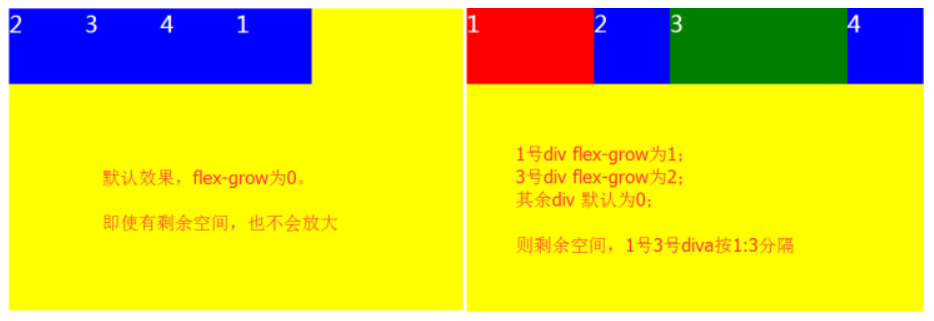 2 3 4 1
默认效果，flex-grow为0。
即使有剩余空间，也不会放大
1 2 3 4
1号div flex-grow为1；
3号div flex-grow为2；
其余div 默认为0；
则剩余空间，1号3号diva按1:3分隔